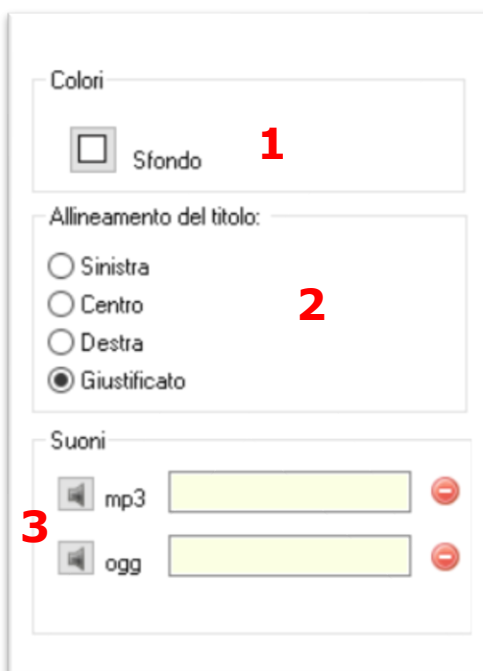 Colori
Sfondo 1
Allineamento del titolo:
Sinistra
Centro 2
Destra
Giustificato
Suoni
mp3
3
ogg